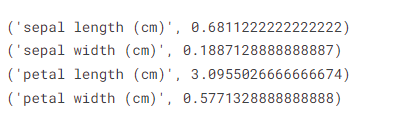 ('sepal length (cm)', 0.6811222222222222)
('sepal width (cm)', 0.1887128888888887)
('petal length (cm)', 3.0955026666666674)
('petal width (cm)', 0.5771328888888888)